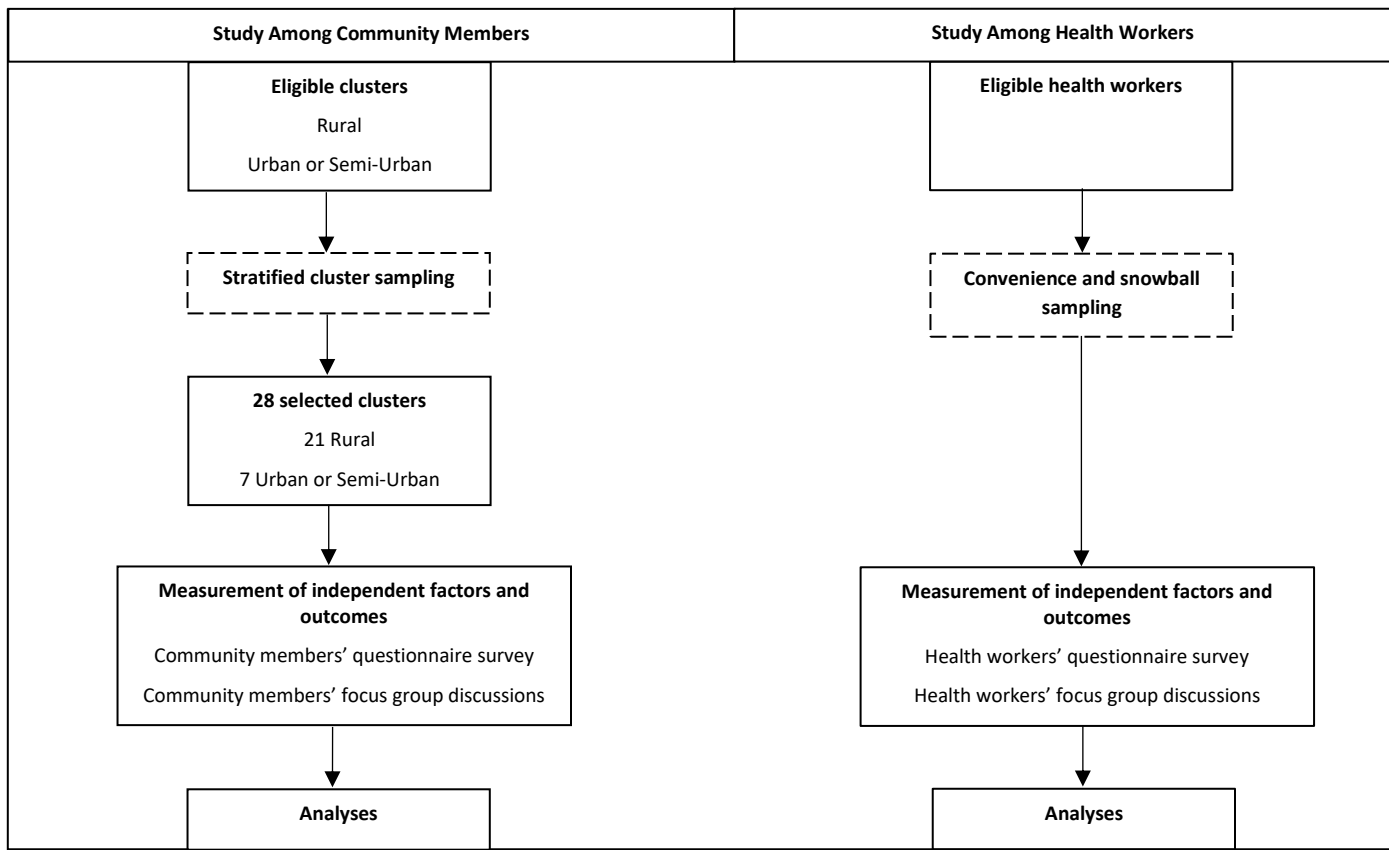 Study Among Community Members
Study Among Health Workers
Eligible clusters
Rural
Urban or Semi-Urban
Stratified cluster sampling
28 selected clusters
21 Rural
7 Urban or Semi-Urban
Measurement of independent factors and
outcomes
Community members’ questionnaire survey
Community members’ focus group discussions
Analyses
Eligible health workers
Convenience and snowball
sampling
Measurement of independent factors and
outcomes
Health workers’ questionnaire survey
Health workers’ focus group discussions
Analyses